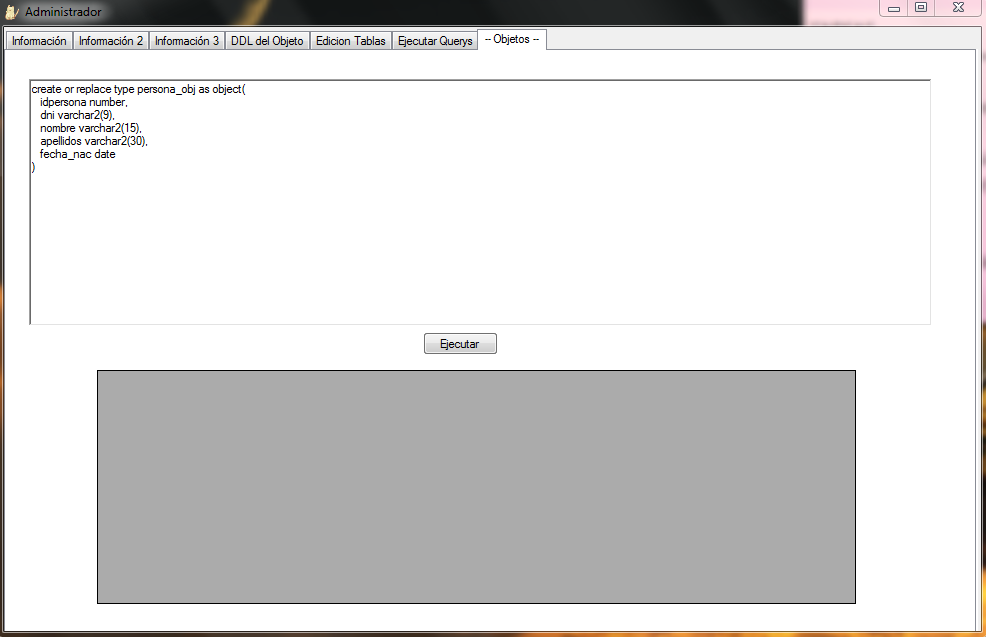 Administrador
Información Información 2 Información 3 DDL del Objeto Edicion Tablas Ejecutar Querys -- Objetos --
create or replace type persona_obj as object(
idpersona number,
dni varchar2(9),
nombre varchar2(15),
apellidos varchar2(30),
fecha_nac date
)
Ejecutar